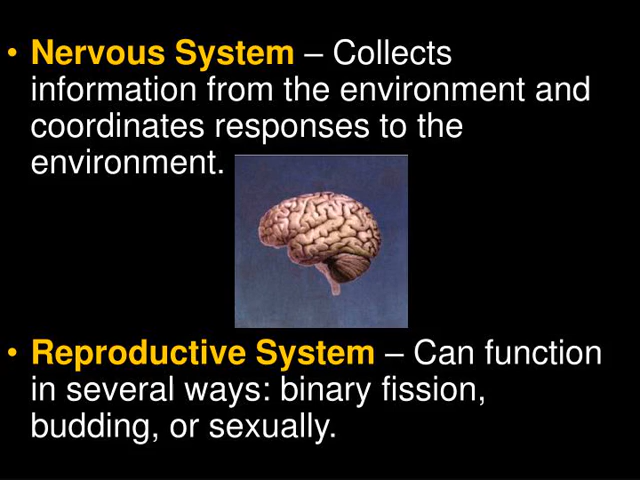 • Nervous System – Collects
information from the environment and
coordinates responses to the
environment.
• Reproductive System – Can function
in several ways: binary fission,
budding, or sexually.